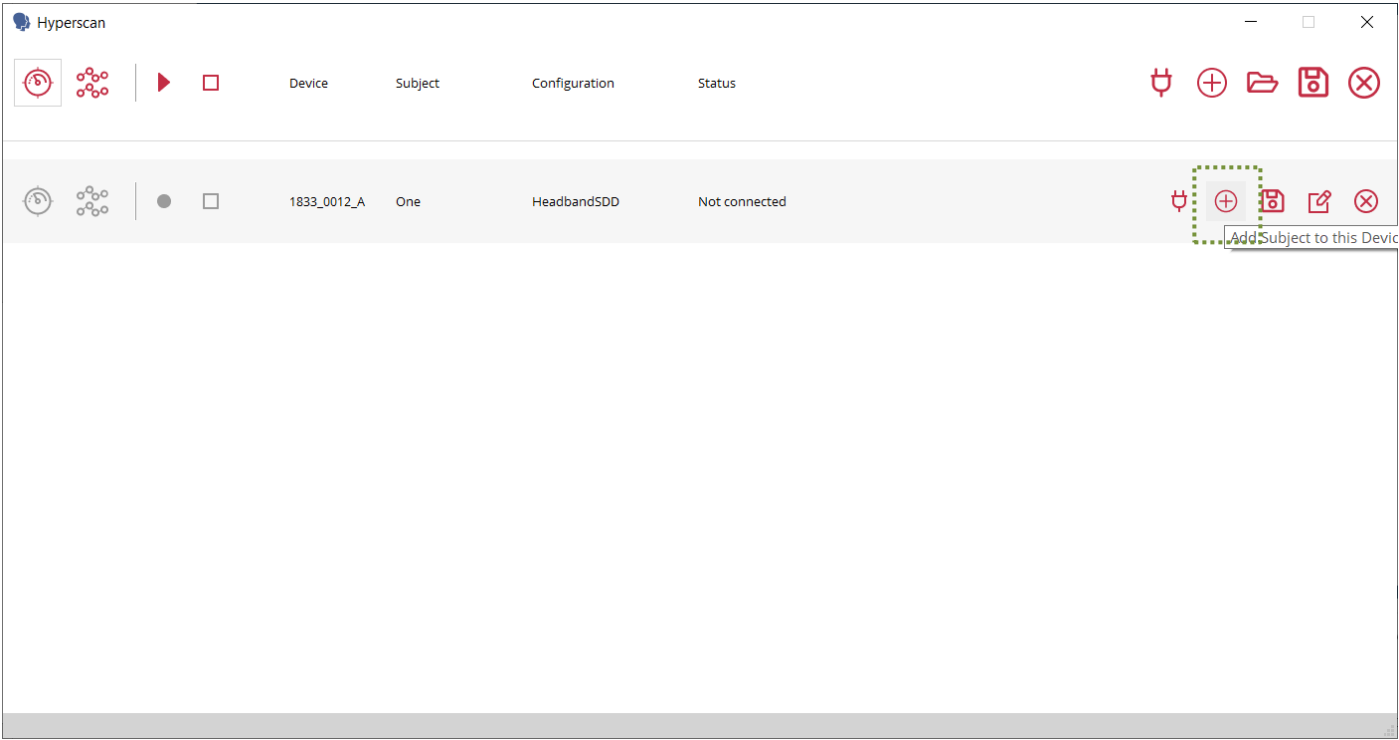 Hyperscan
Device Subject Configuration Status
1833_0012_A One HeadbandSDD Not connected
Add Subject to this Devic